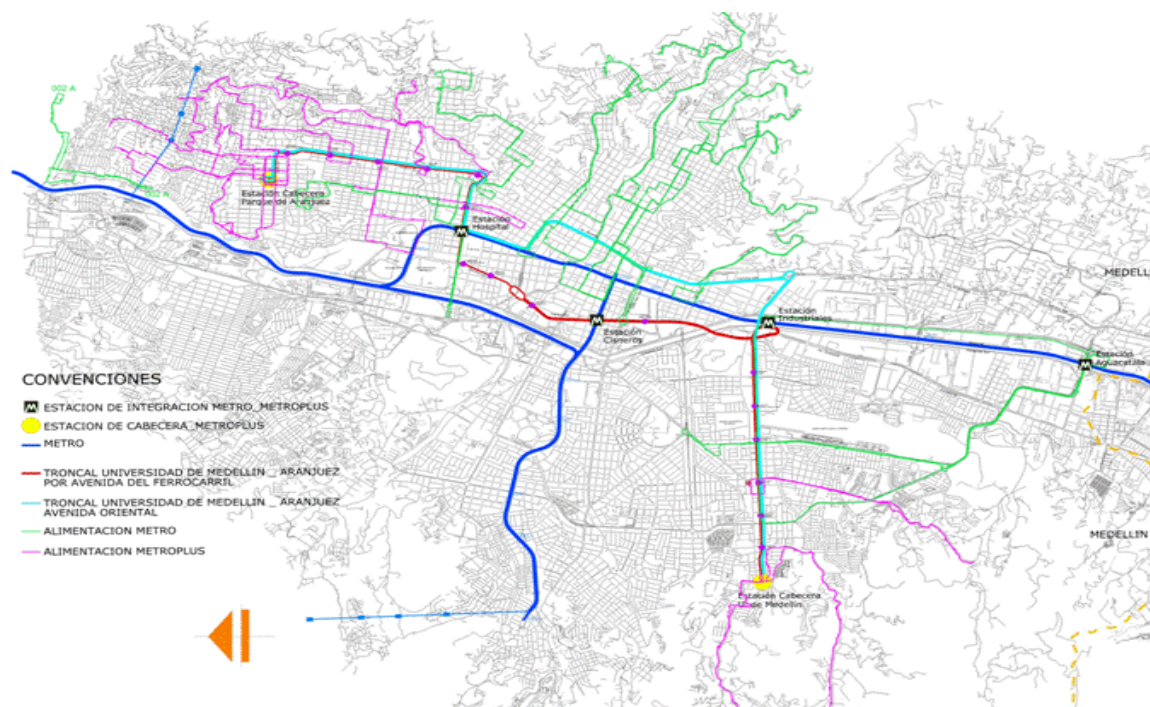 002 A
Estación Cabecera
Parque de Aranjuez
Estación
Hospital
MEDELL
Estación
Industriales
Estación
Cisneros
Estación
Aguacatala
CONVENCIONES
M ESTACION DE INTEGRACION METRO_METROPLUS
ESTACION DE CABECERA_METROPLUS
METRO
TRONCAL UNIVERSIDAD DE MEDELLIN _ ARANJUEZ
POR AVENIDA DEL FERROCARRIL
TRONCAL UNIVERSIDAD DE MEDELLIN _ ARANJUEZ
AVENIDA ORIENTAL
ALIMENTACION METRO
ALIMENTACION METROPLUS
MEDELLIN
Estación Cabecera
U. de Medellín